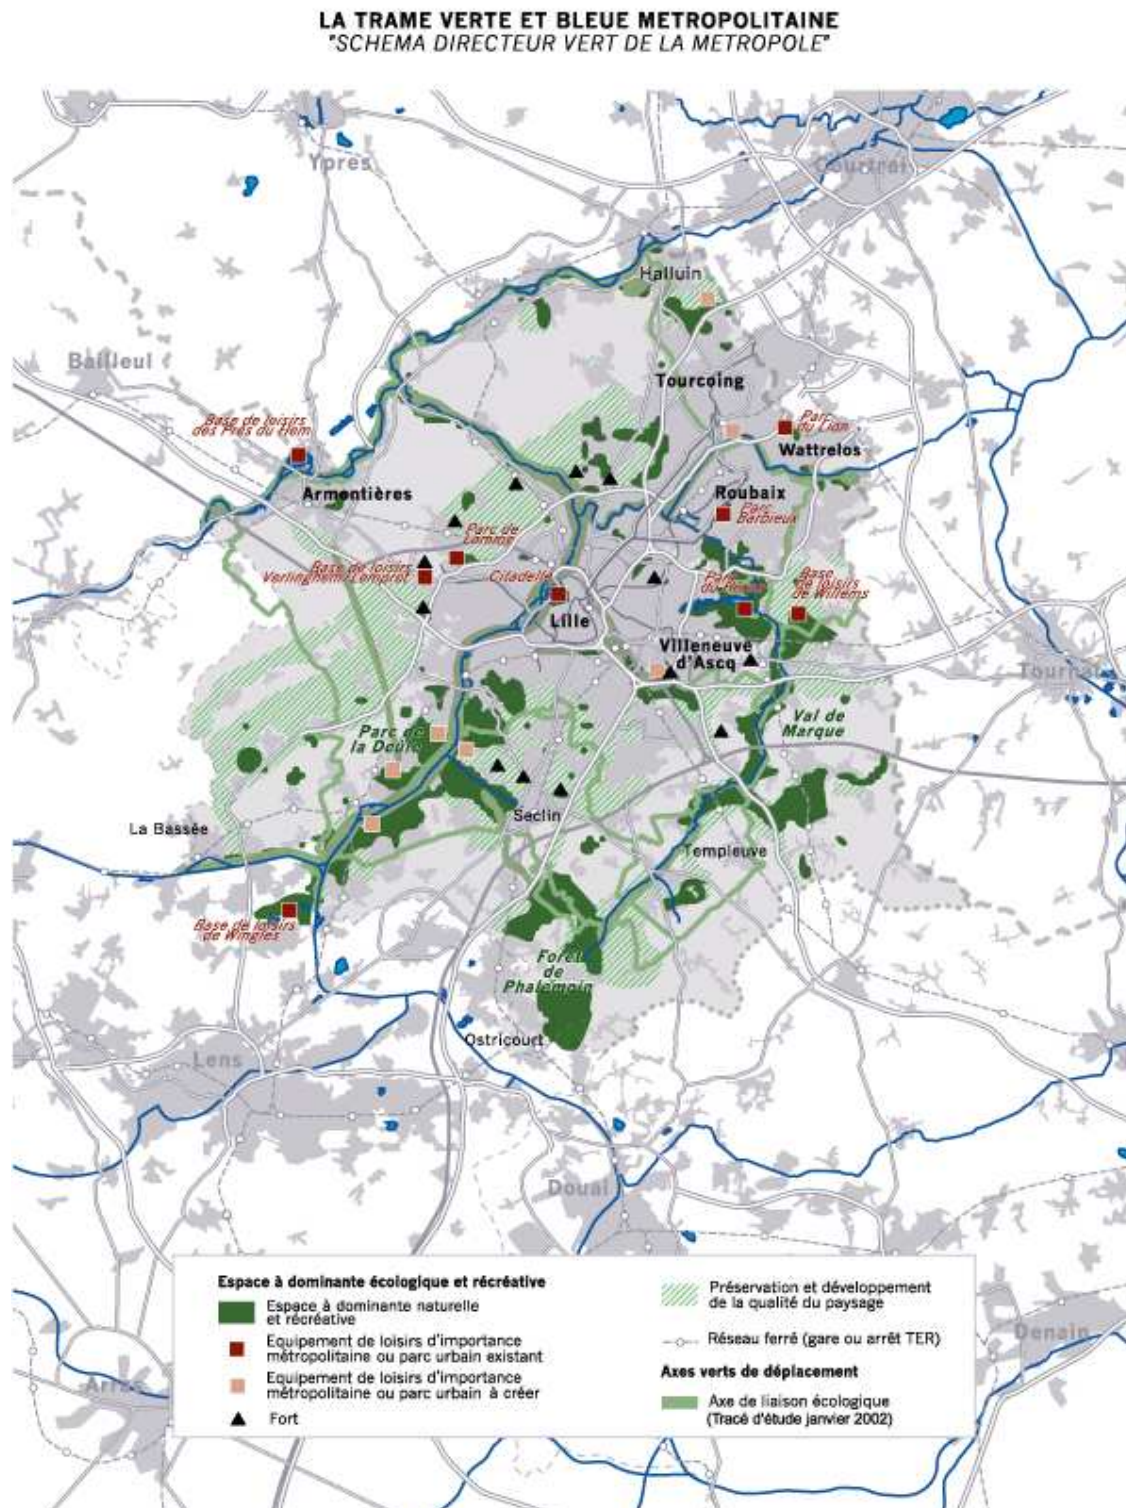 LA TRAME VERTE ET BLEUE METROPOLITAINE
"SCHEMA DIRECTEUR VERT DE LA METROPOLE"
Ypres
Courtrai
Halluin
Bailleul
Tourcoing
Base de loisirs
des Prés du Hem
Parc
du Lion
Wattrelos
Armentières
Roubaix
Parc
Barbieux
Parc de
Lomme
Base de loisirs
Verlinghem/Lompret
Citadelle
Parc
du Héron
Base
de loisirs
de Willems
Lille
Villeneuve
d'Ascq
Tournai
Parc de
la Deûle
Val de
Marque
La Bassée
Seclin
Templeuve
Base de loisirs
de Wingles
Forêt
de
Phalempin
Ostricourt
Lens
Douai
Denain
Arras
Espace à dominante écologique et récréative
Espace à dominante naturelle
et récréative
Equipement de loisirs d'importance
métropolitaine ou parc urbain existant
Equipement de loisirs d'importance
métropolitaine ou parc urbain à créer
Fort
Préservation et développement
de la qualité du paysage
Réseau ferré (gare ou arrêt TER)
Axes verts de déplacement
Axe de liaison écologique
(Tracé d'étude janvier 2002)